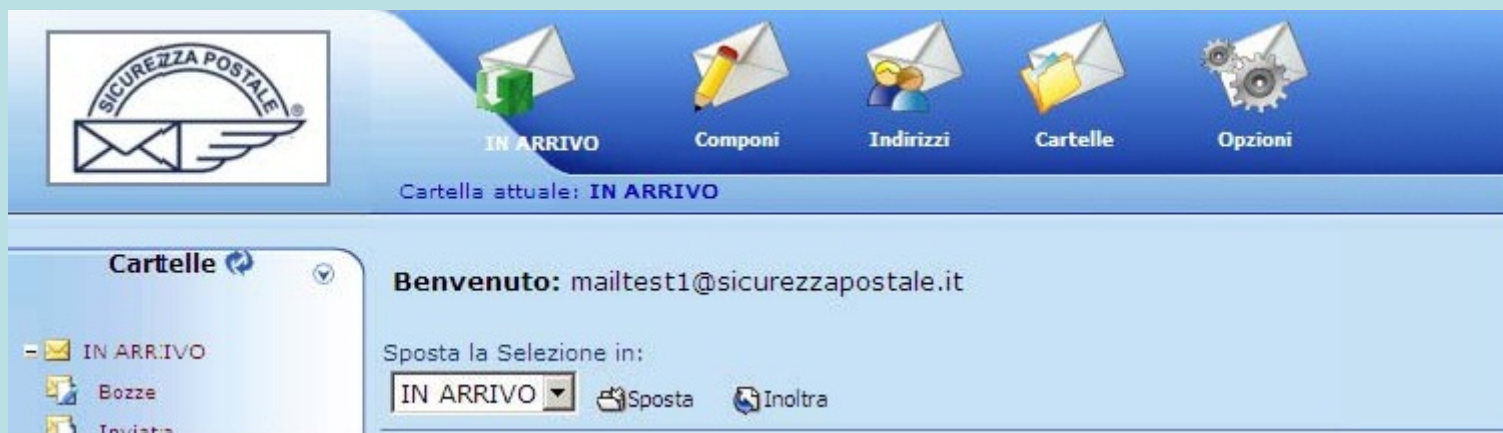 SICUREZZA POSTALE ®
IN ARRIVO Componi Indirizzi Cartelle Opzioni
Cartella attuale: IN ARRIVO
Carttelle
Benvenuto: mailtest1@sicurezzapostale.it
IN ARRIVO
Sposta la Selezione in:
Bozze
IN ARRIVO Sposta Inoltra